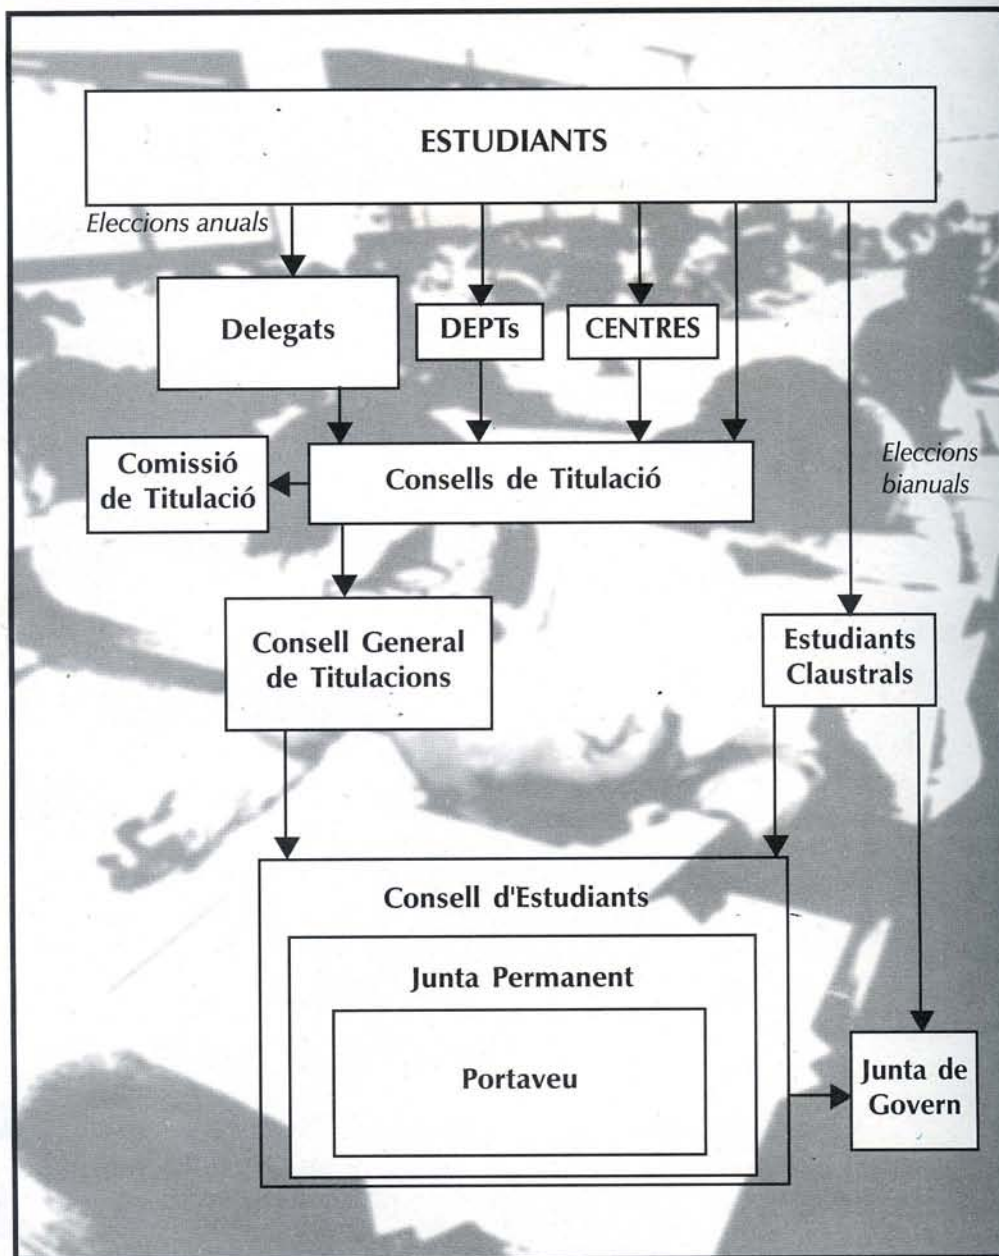 ESTUDIANTS
Eleccions anuals
Delegats
DEPTs
CENTRES
Comissió
de Titulació
Consells de Titulació
Eleccions
bianuals
Consell General
de Titulacions
Estudiants
Claustrals
Consell d'Estudiants
Junta Permanent
Portaveu
Junta de
Govern